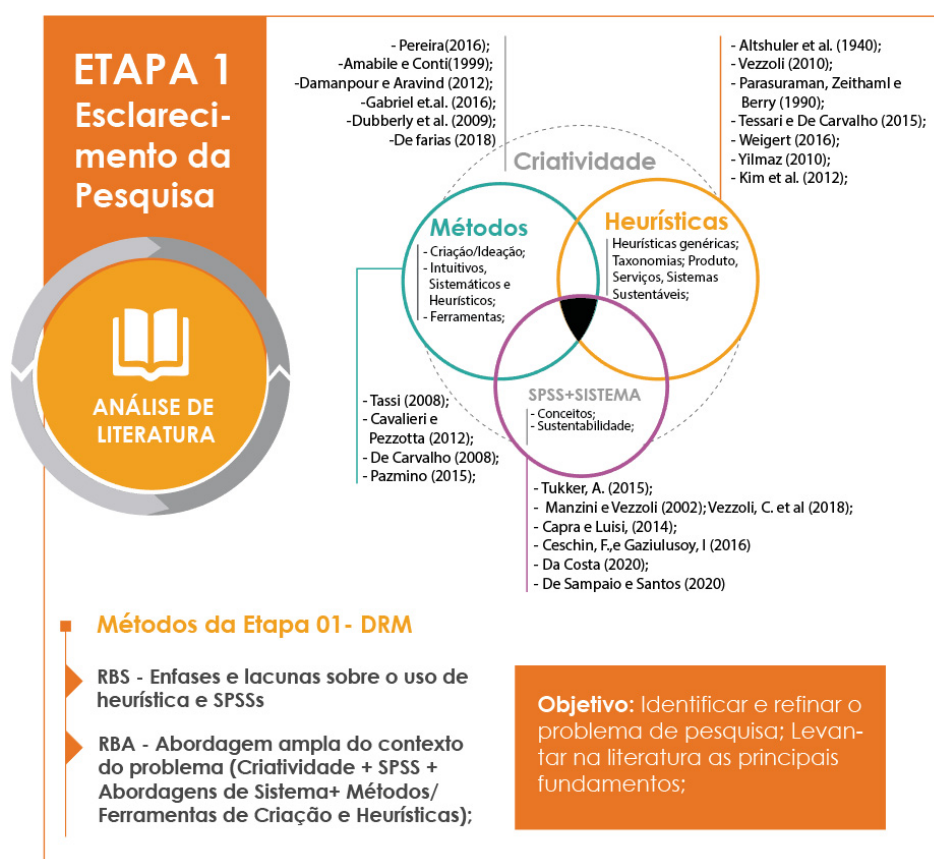 ETAPA 1
Esclareci-
mento da
Pesquisa
ANÁLISE DE
LITERATURA
- Pereira(2016);
-Amabile e Conti(1999);
-Damanpour e Aravind (2012);
-Gabriel et.al. (2016);
-Dubberly et al. (2009);
-De farias (2018)
- Altshuler et al. (1940);
- Vezzoli (2010);
- Parasuraman, Zeithaml e
Berry (1990);
- Tessari e De Carvalho (2015);
- Weigert (2016);
- Yilmaz (2010);
- Kim et al. (2012);
Criatividade
Métodos
- Criação/Ideação;
- Intuitivos,
Sistemáticos e
Heurísticos;
- Ferramentas;
Heurísticas
Heurísticas genéricas;
Taxonomias; Produto,
Serviços, Sistemas
Sustentáveis;
SPSS+SISTEMA
- Conceitos;
- Sustentabilidade;
- Tassi (2008);
- Cavalieri e
Pezzotta (2012);
- De Carvalho (2008);
- Pazmino (2015);
- Tukker, A. (2015);
- Manzini e Vezzoli (2002); Vezzoli, C. et al (2018);
- Capra e Luisi, (2014);
- Ceschin, F.,e Gaziulusoy, I (2016)
- Da Costa (2020);
- De Sampaio e Santos (2020)
Métodos da Etapa 01- DRM
RBS - Enfases e lacunas sobre o uso de
heurística e SPSSs
RBA - Abordagem ampla do contexto
do problema (Criatividade + SPSS +
Abordagens de Sistema+ Métodos/
Ferramentas de Criação e Heurísticas);
Objetivo: Identificar e refinar o
problema de pesquisa; Levan-
tar na literatura as principais
fundamentos;